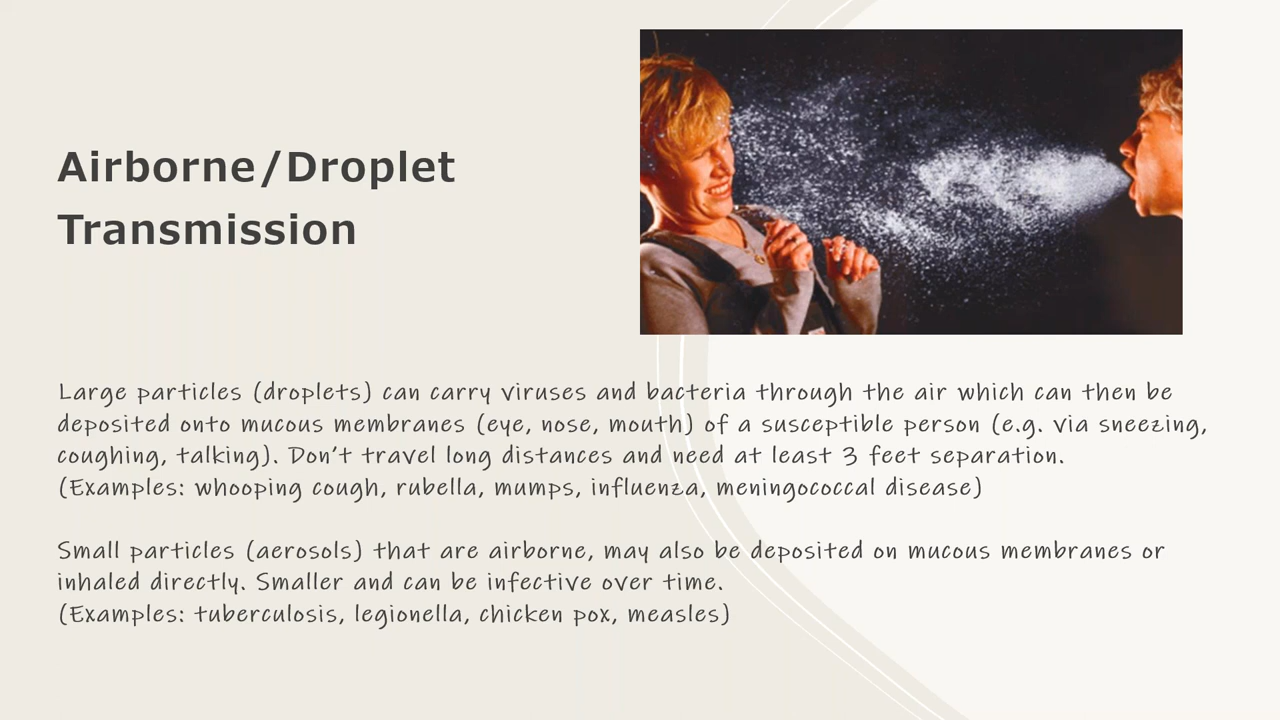 Airborne/Droplet
Transmission
Large particles (droplets) can carry viruses and bacteria through the air which can then be
deposited onto mucous membranes (eye, nose, mouth) of a susceptible person (e.g. via sneezing,
coughing, talking). Don't travel long distances and need at least 3 feet separation.
(Examples: whooping cough, rubella, mumps, influenza, meningococcal disease)
Small particles (aerosols) that are airborne, may also be deposited on mucous membranes or
inhaled directly. Smaller and can be infective over time.
(Examples: tuberculosis, legionella, chicken pox, measles)